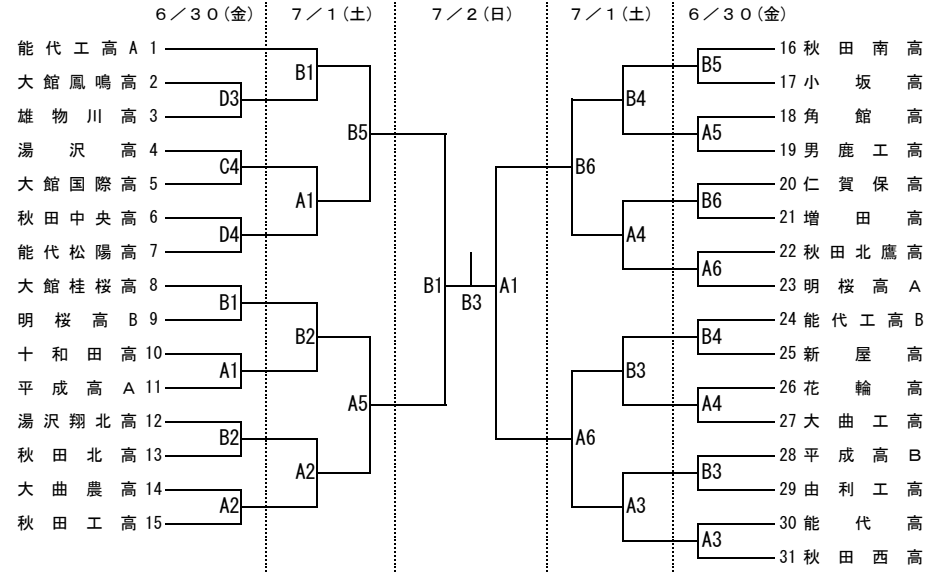 ６／３０（金） ７／１（土） ７／２（日） ７／１（土） ６／３０（金）
能代工高A 1
大館鳳鳴高 2
雄物川高 3
湯沢高 4
大館国際高 5
秋田中央高 6
能代松陽高 7
大館桂桜高 8
明桜高B 9
十和田高 10
平成高A 11
湯沢翔北高 12
秋田北高 13
大曲農高 14
秋田工高 15
D3
C4
D4
B1
A1
B2
A2
B1
A1
B2
A2
B5
A5
B1
B3
A1
B6
A6
B4
A4
B3
A3
B5
A5
B6
A6
B4
A4
B3
A3
16 秋田南高
17 小坂高
18 角館高
19 男鹿工高
20 仁賀保高
21 増田高
22 秋田北鷹高
23 明桜高A
24 能代工高B
25 新屋高
26 花輪高
27 大曲工高
28 平成高B
29 由利工高
30 能代高
31 秋田西高